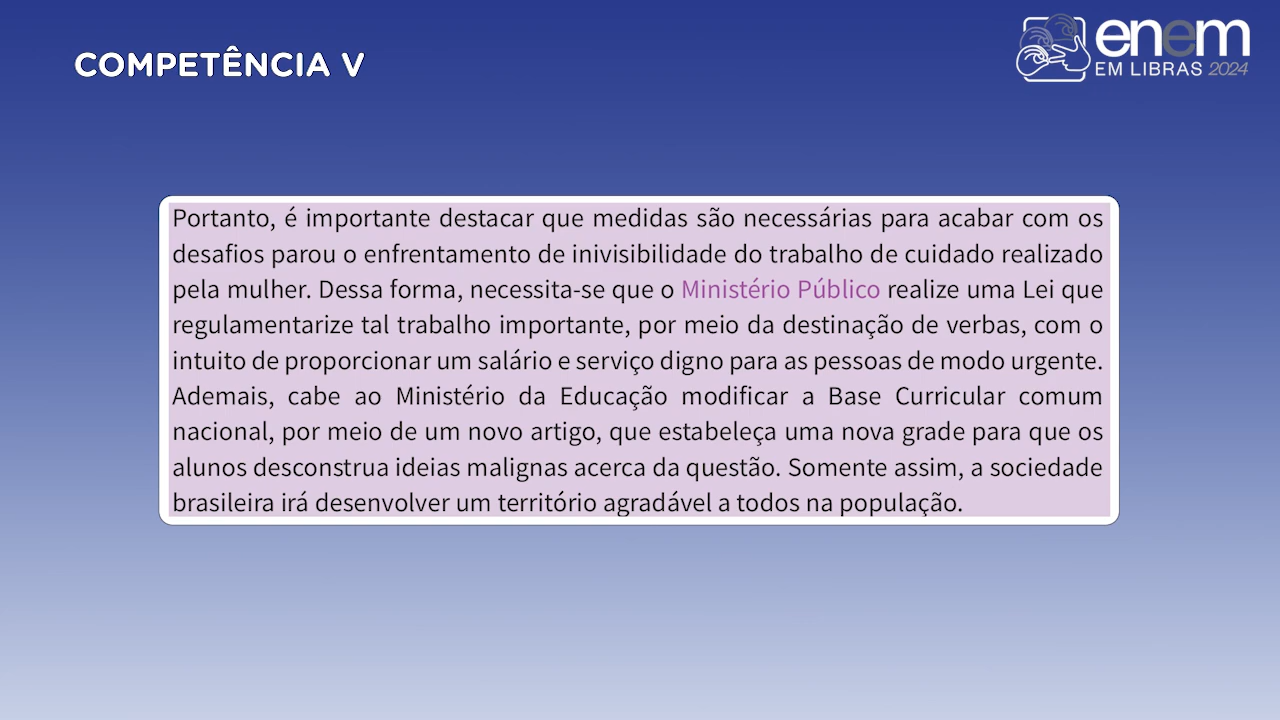 COMPETÊNCIA V
enem
EM LIBRAS 2024
Portanto, é importante destacar que medidas são necessárias para acabar com os
desafios parou o enfrentamento de inivisibilidade do trabalho de cuidado realizado
pela mulher. Dessa forma, necessita-se que o Ministério Público realize uma Lei que
regulamentarize tal trabalho importante, por meio da destinação de verbas, com o
intuito de proporcionar um salário e serviço digno para as pessoas de modo urgente.
Ademais, cabe ao Ministério da Educação modificar a Base Curricular comum
nacional, por meio de um novo artigo, que estabeleça uma nova grade para que os
alunos desconstrua ideias malignas acerca da questão. Somente assim, a sociedade
brasileira irá desenvolver um território agradável a todos na população.